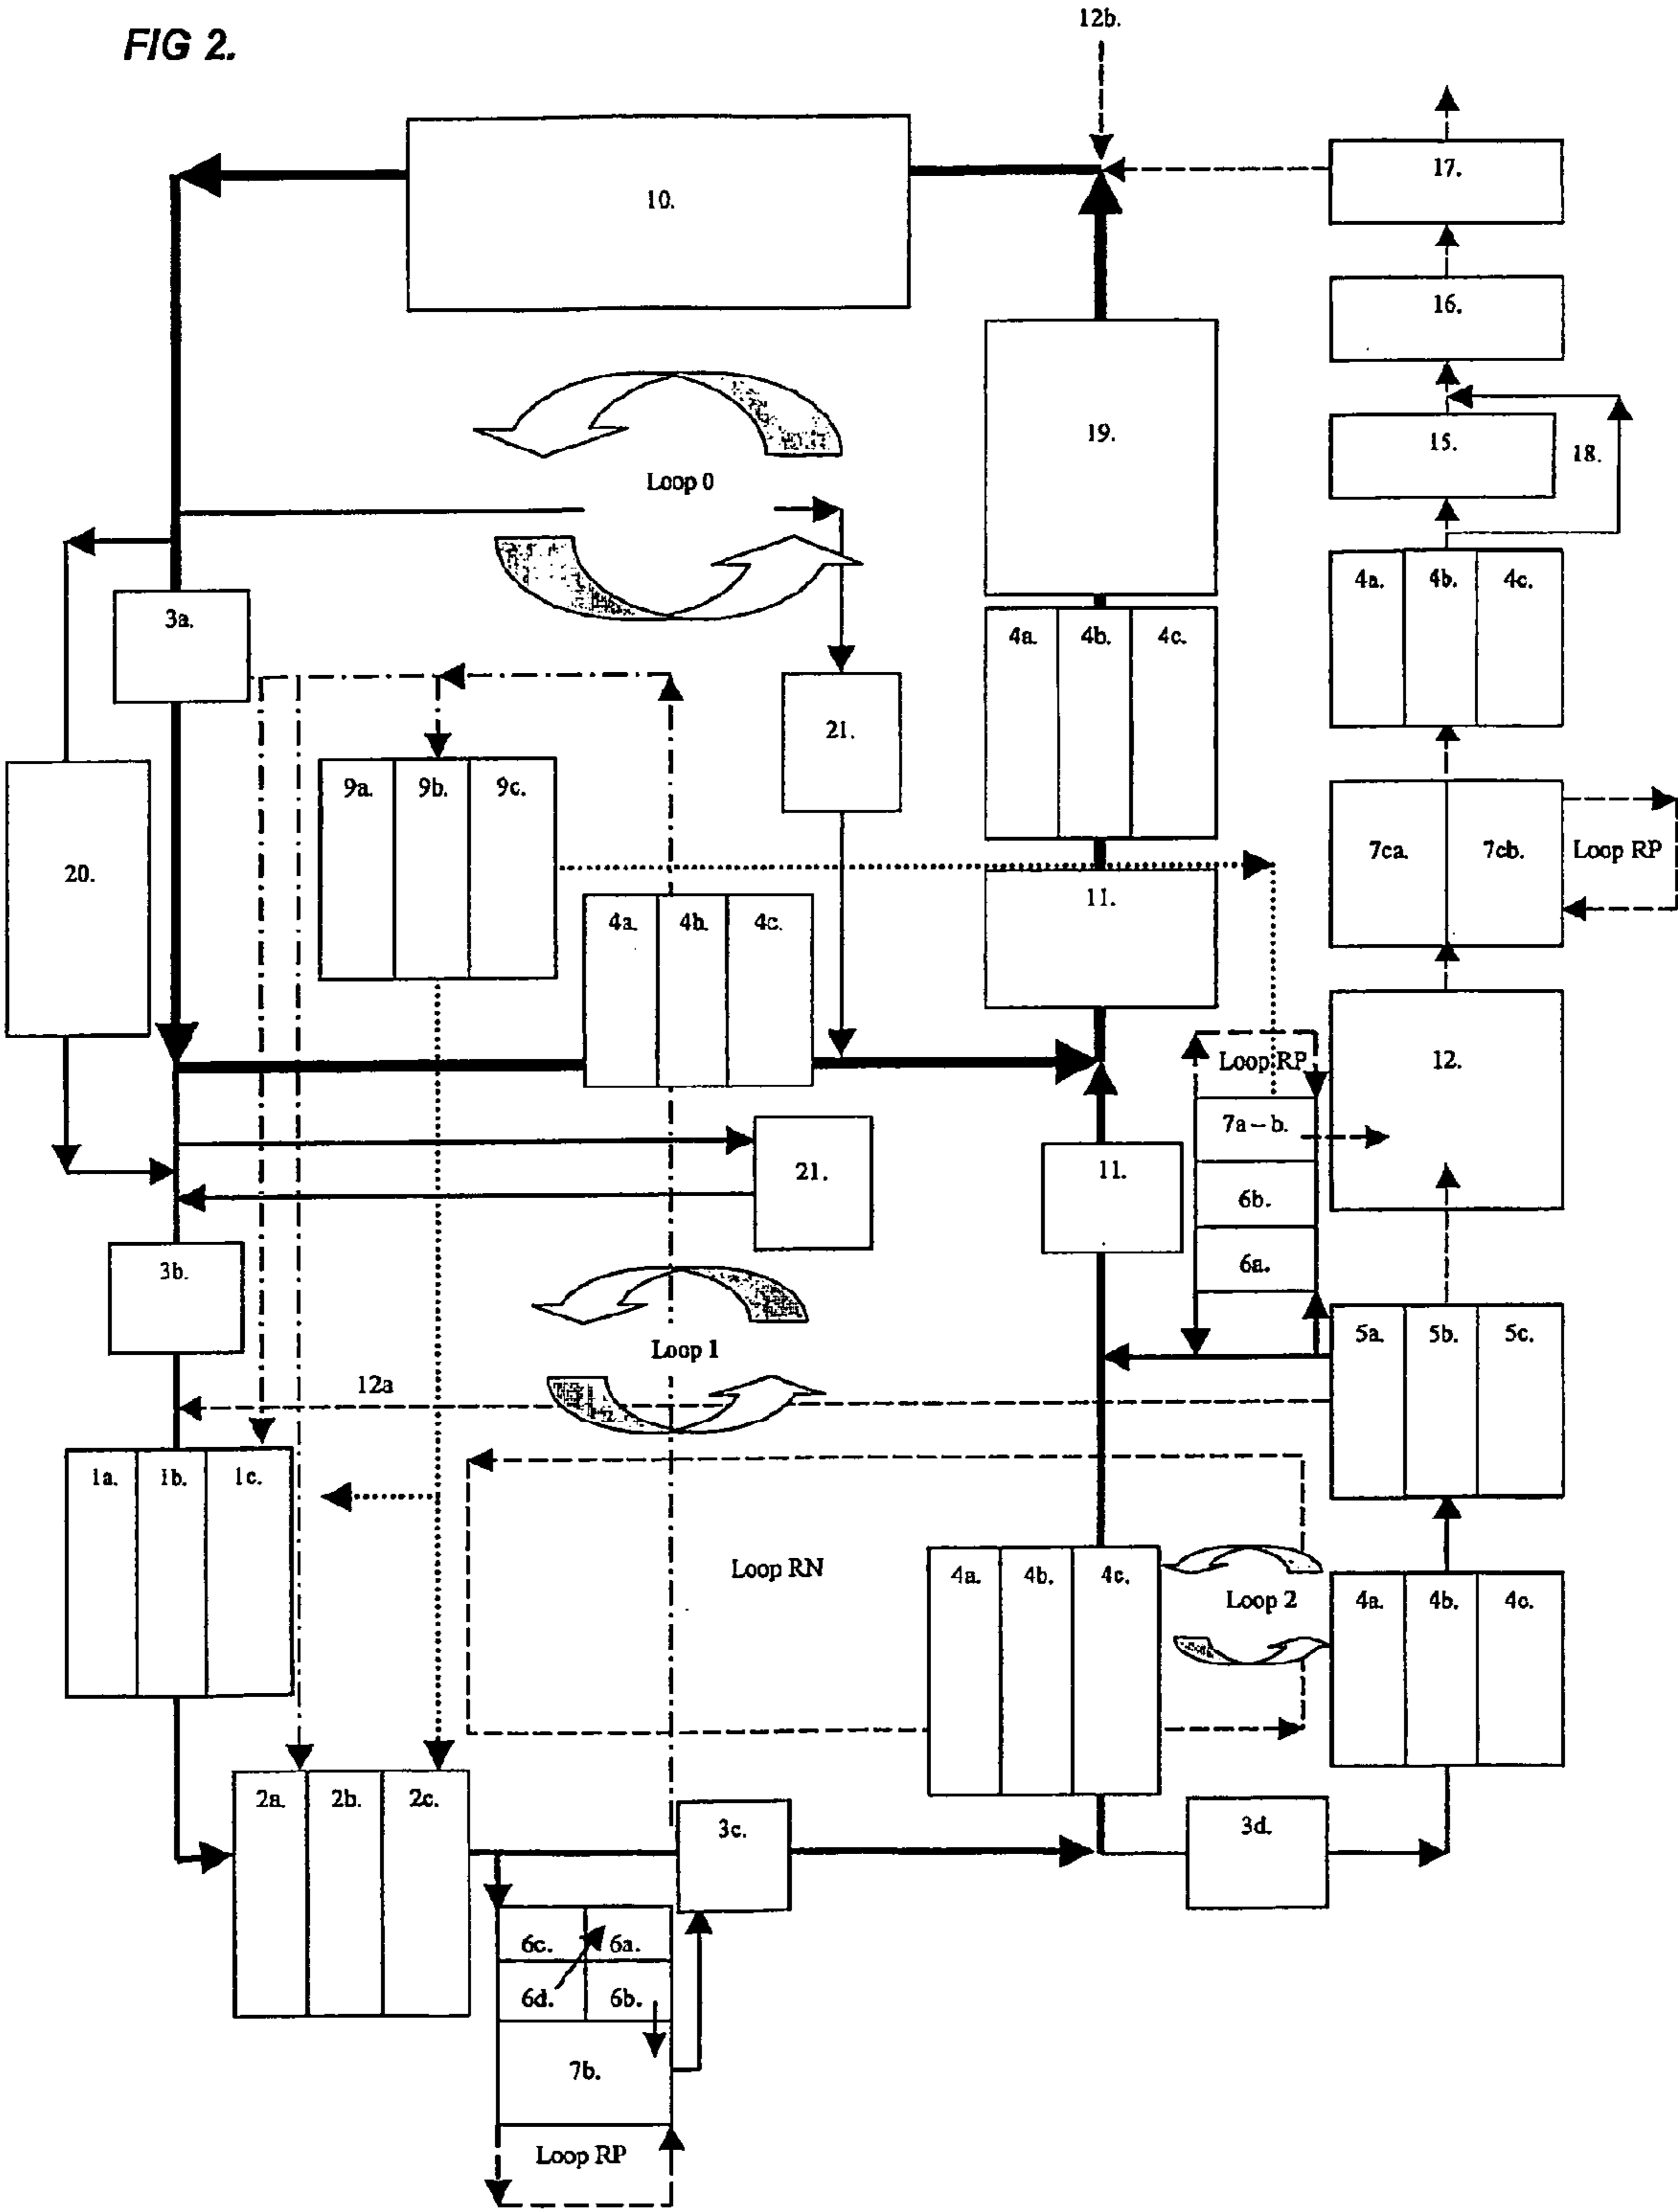 FIG 2.
12b.
10.
17.
16.
19.
15.
18.
Loop 0
3a.
4a. 4b. 4c.
4a. 4b. 4c.
21.
9a. 9b. 9c.
20.
7ca. 7cb.
Loop RP
11.
4a. 4b. 4c.
Loop RP
12.
7a – b.
21.
11.
6b.
3b.
6a.
5a. 5b. 5c.
Loop 1
12a
1a. 1b. 1c.
Loop RN
4a. 4b. 4c.
Loop 2
4a. 4b. 4c.
2a. 2b. 2c.
3c.
3d.
6c. 6a.
6d. 6b.
7b.
Loop RP